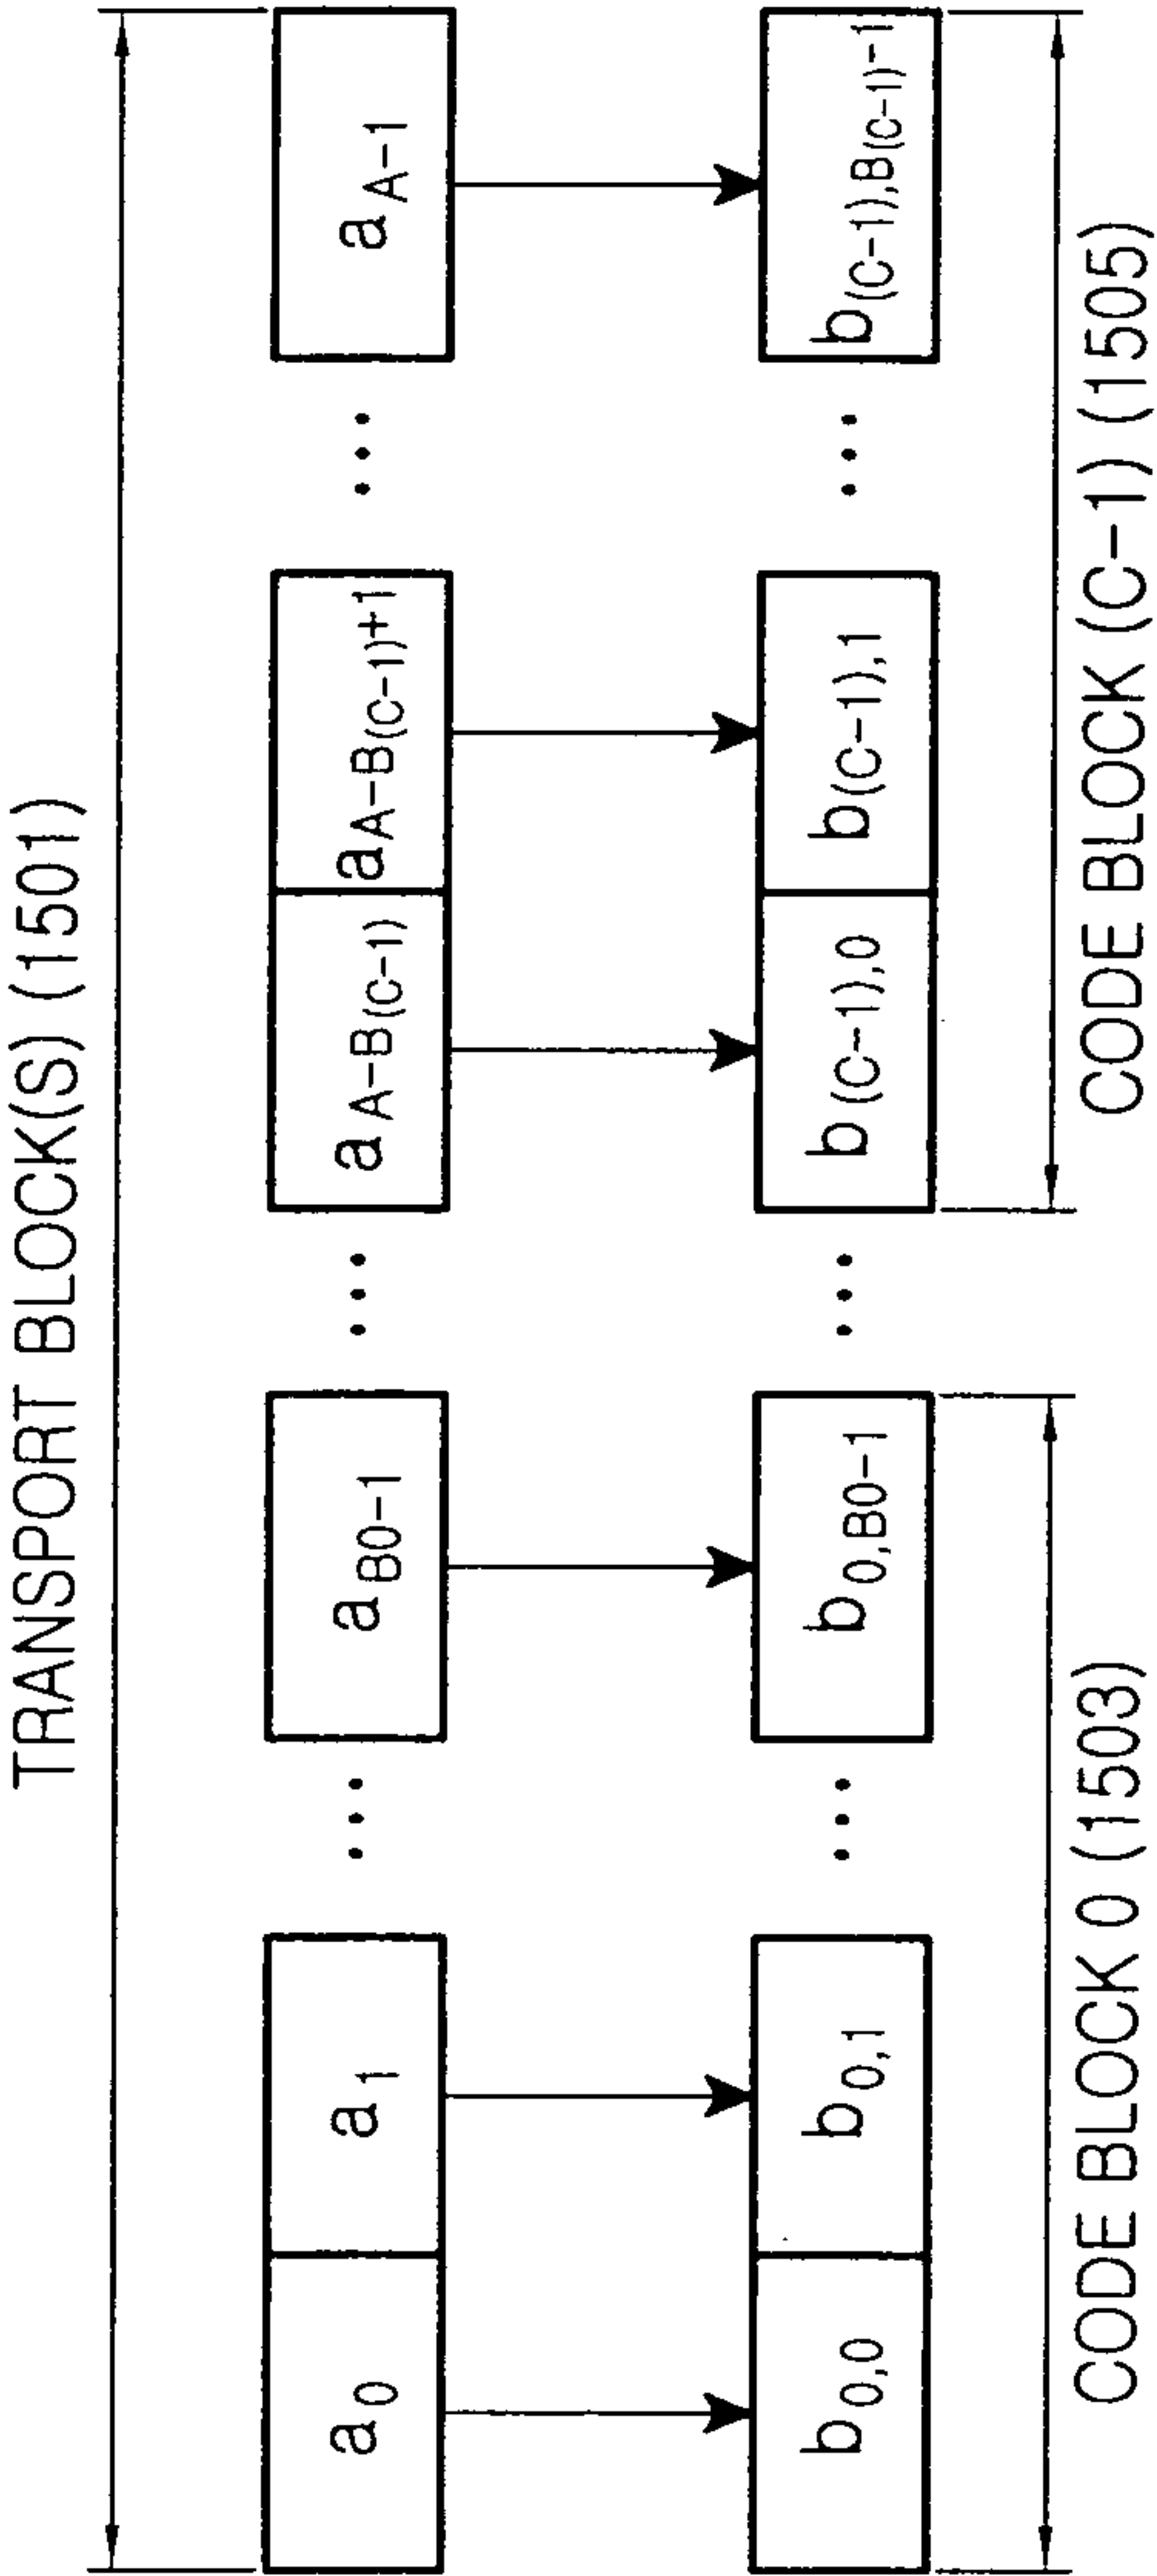 TRANSPORT BLOCK(S) (1501)
a0 a1 ... aB0-1 ... aA-B(C-1) aA-B(C-1)+1 ... aA-1
b0,0 b0,1 ... b0,B0-1 ... b(C-1),0 b(C-1),1 ... b(C-1),B(C-1)-1
CODE BLOCK 0 (1503) CODE BLOCK (C-1) (1505)